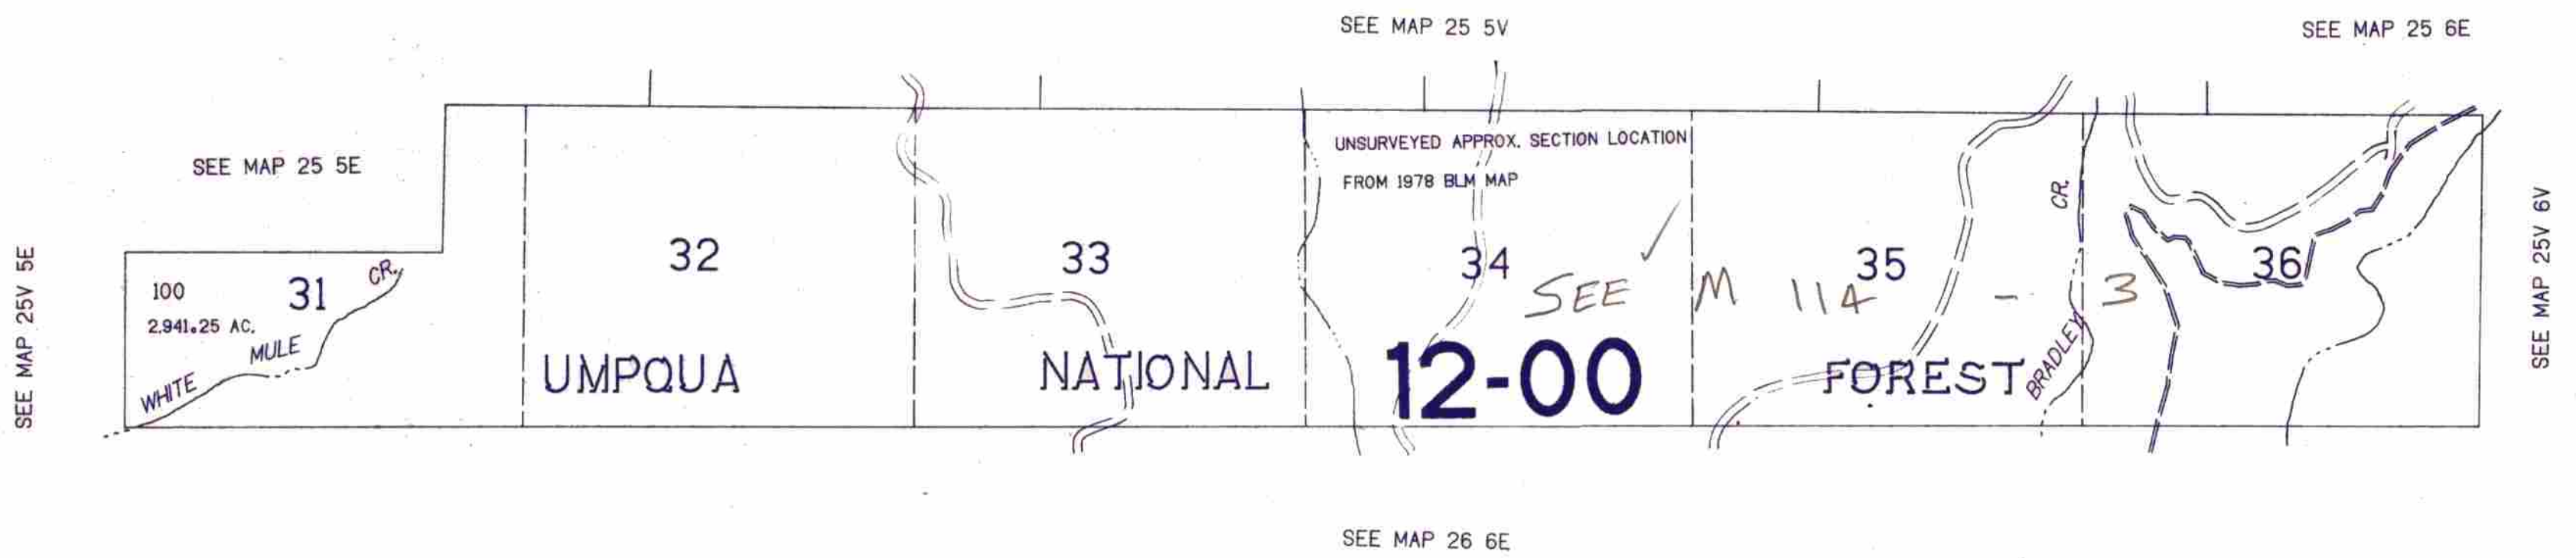 SEE MAP 25 5V
SEE MAP 25 6E
SEE MAP 25 5E
UNSURVEYED APPROX. SECTION LOCATION
FROM 1978 BLM MAP
SEE MAP 25V 5E
100
2,941.25 AC.
31
WHITE MULE CR.
32
33
34
35
36
SEE M 114 - 3
BRADLEY CR.
SEE MAP 25V 6V
UMPQUA NATIONAL FOREST
12-00
SEE MAP 26 6E